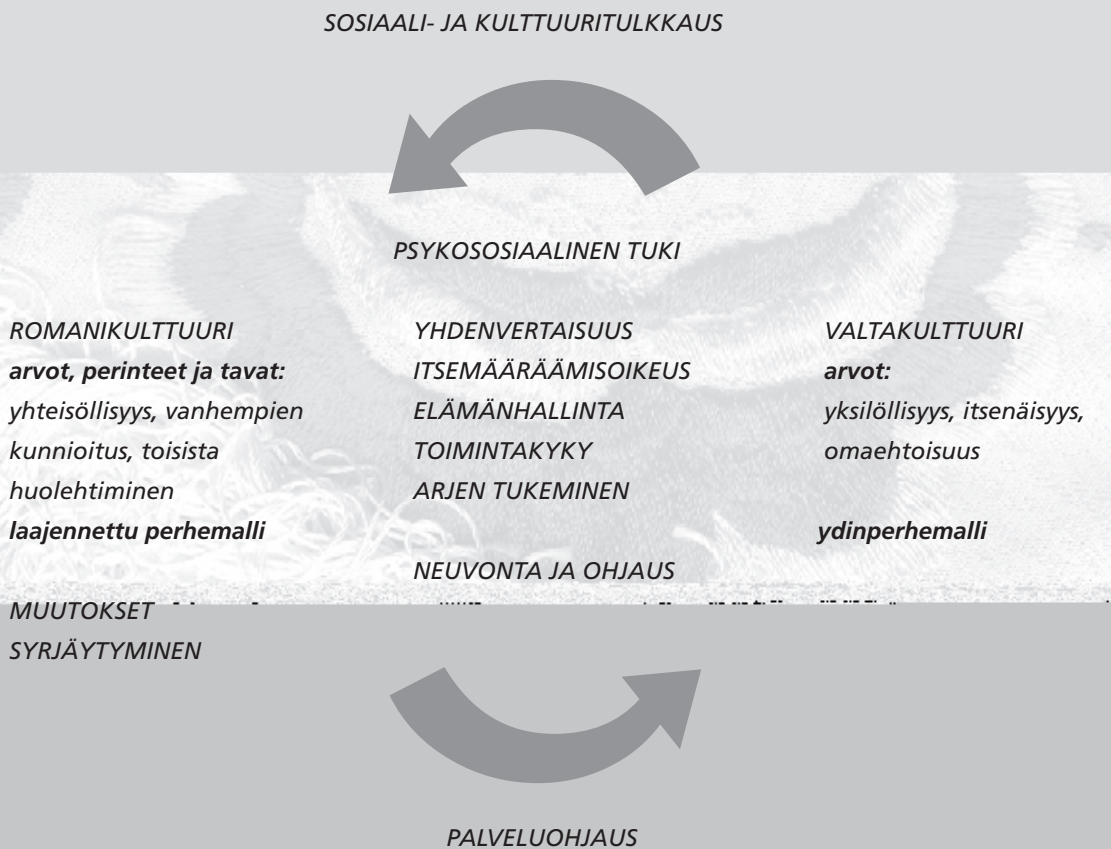 SOSIAALI- JA KULTTUURITULKKAUS
PSYKOSOSIAALINEN TUKI
ROMANIKULTTUURI
arvot, perinteet ja tavat:
yhteisöllisyys, vanhempien
kunnioitus, toisista
huolehtiminen
laajennettu perhemalli
MUUTOKSET
SYRJÄYTYMINEN
YHDENVERTAISUUS
ITSEMÄÄRÄÄMISOIKEUS
ELÄMÄNHALLINTA
TOIMINTAKYKY
ARJEN TUKEMINEN
NEUVONTA JA OHJAUS
VALTAKULTTUURI
arvot:
yksilöllisyys, itsenäisyys,
omaehtoisuus
ydinperhemalli
PALVELUOHJAUS